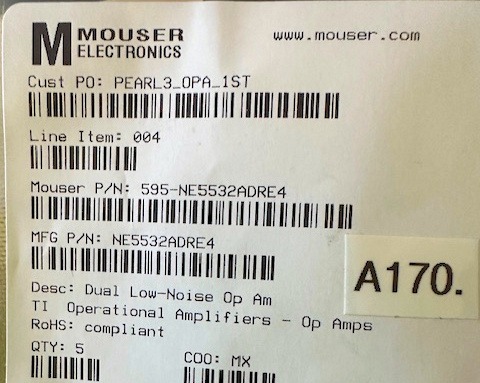 M MOUSER
ELECTRONICS
www.mouser.com
Cust PO: PEARL3_OPA_1ST
Line Item: 004
Mouser P/N: 595-NE5532ADRE4
MFG P/N: NE5532ADRE4
A170.
Desc: Dual Low-Noise Op Am
TI Operational Amplifiers - Op Amps
RoHS: compliant
QTY: 5
COO: MX